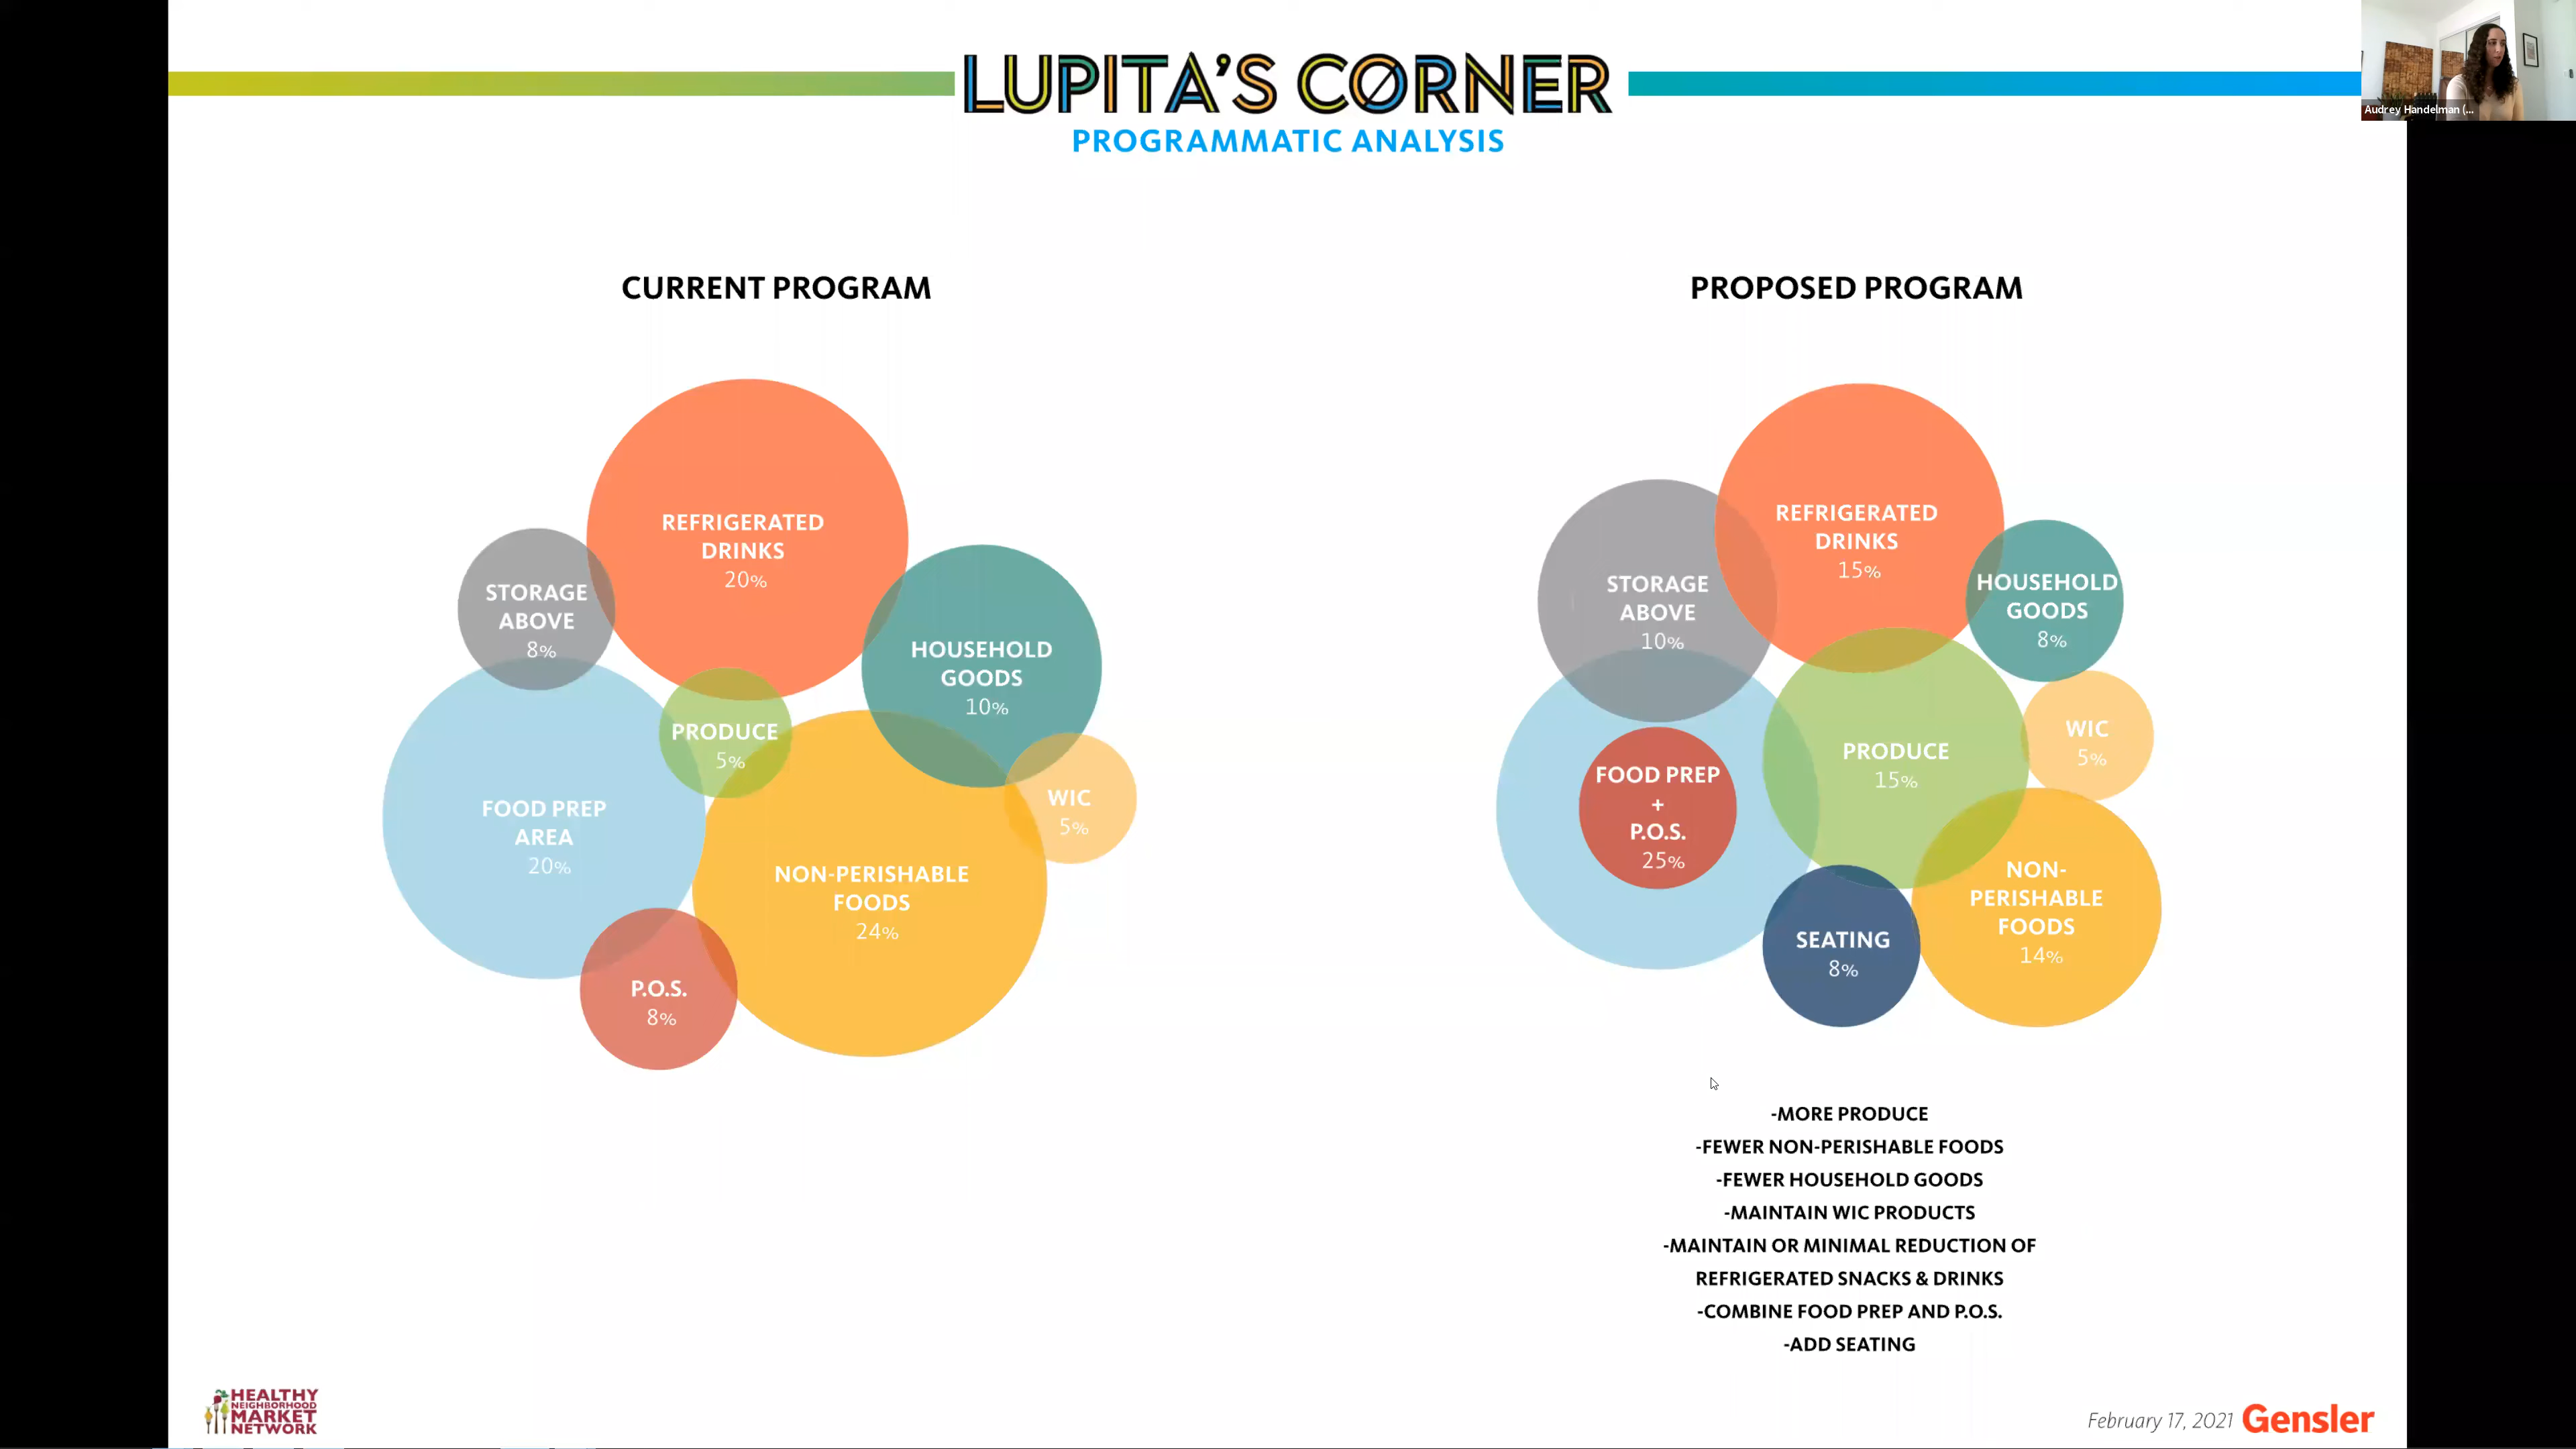 LUPITA'S CORNER
PROGRAMMATIC ANALYSIS
Audrey Handelman (...
CURRENT PROGRAM
REFRIGERATED
DRINKS
20%
STORAGE
ABOVE
8%
HOUSEHOLD
GOODS
10%
PRODUCE
5%
FOOD PREP
AREA
20%
WIC
5%
NON-PERISHABLE
FOODS
24%
P.O.S.
8%
PROPOSED PROGRAM
REFRIGERATED
DRINKS
15%
STORAGE
ABOVE
10%
HOUSEHOLD
GOODS
8%
WIC
5%
PRODUCE
15%
FOOD PREP
+
P.O.S.
25%
NON-
PERISHABLE
FOODS
14%
SEATING
8%
-MORE PRODUCE
-FEWER NON-PERISHABLE FOODS
-FEWER HOUSEHOLD GOODS
-MAINTAIN WIC PRODUCTS
-MAINTAIN OR MINIMAL REDUCTION OF
REFRIGERATED SNACKS & DRINKS
-COMBINE FOOD PREP AND P.O.S.
-ADD SEATING
HEALTHY
NEIGHBORHOOD
MARKET
NETWORK
February 17, 2021 Gensler